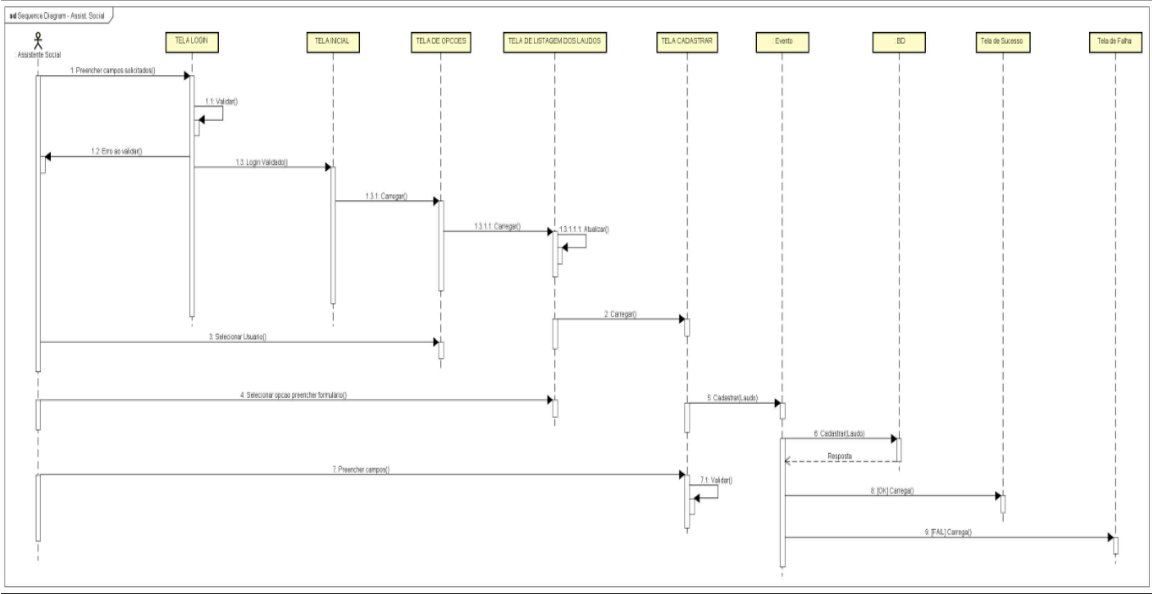 sd Sequence Diagram - Assist. Social
Assistente Social
TELA LOGIN
TELA INICIAL
TELA DE OPCOES
TELA DE LISTAGEM DOS LAUDOS
TELA CADASTRAR
Evento
BD
Tela de Sucesso
Tela de Falha
1: Preencher campos solicitados()
1.1: Validar()
1.2: Erro ao validar()
1.3: Login Validado()
1.3.1: Carregar()
1.3.1.1: Carregar()
1.3.1.1.1: Atualizar()
2: Carregar()
3: Selecionar Usuario()
4: Selecionar opcao preencher formulário()
5: Cadastrar(Laudo)
6: Cadastrar(Laudo)
Resposta
7: Preencher campos()
7.1: Validar()
8: [OK] Carrega()
9: [FAIL] Carrega()